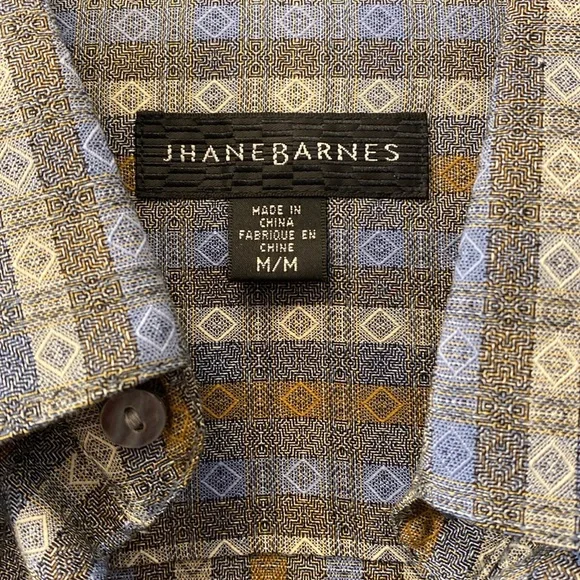 JHANEBARNES
MADE IN
CHINA
FABRIQUE EN
CHINE
M/M